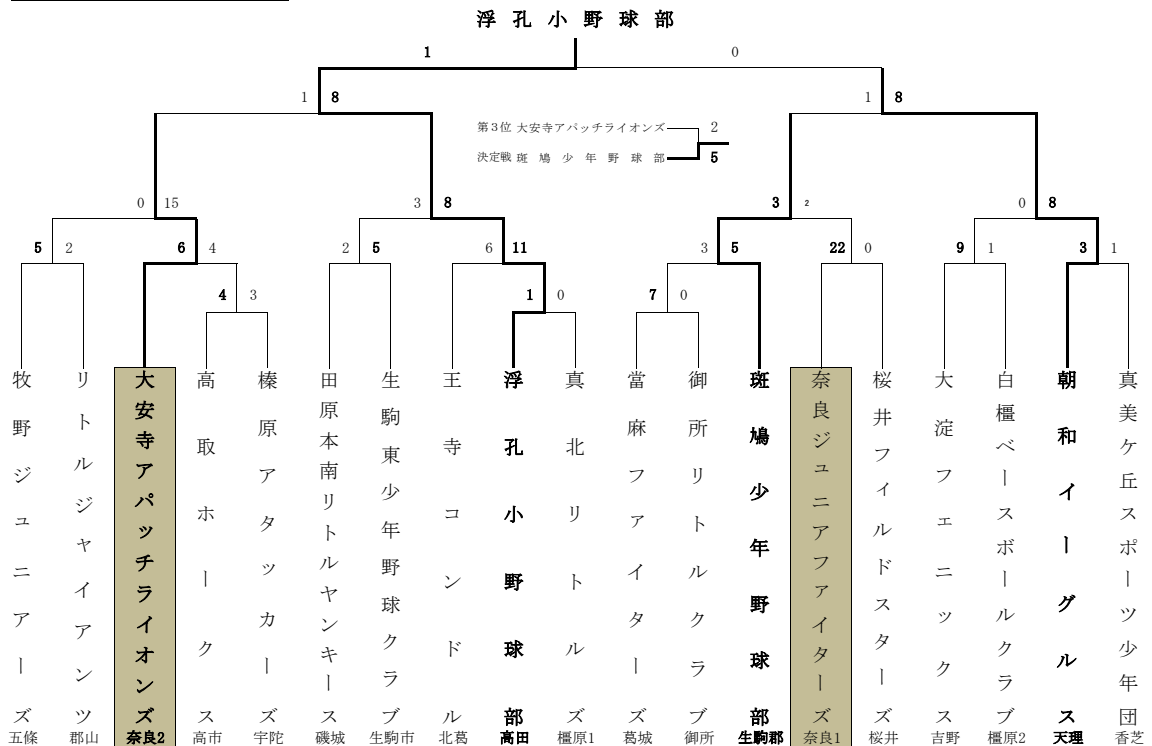 浮孔小野球部
1 0
1 8 1 8
第3位 大安寺アパッチライオンズ 2
決定戦 斑鳩少年野球部 5
0 15 3 8 3 2 0 8
5 2 6 4 2 5 6 11 3 5 22 0 9 1 3 1
4 3 1 0 7 0
牧野ジュニアーズ
リトルジャイアンツ
大安寺アパッチライオンズ
高取ホークス
榛原アタッカーズ
田原本南リトルヤンキース
生駒東少年野球クラブ
王寺コンドル
浮孔小野球部
真北リトルズ
當麻ファイターズ
御所リトルクラブ
斑鳩少年野球部
奈良ジュニアファイターズ
桜井フィルドスターズ
大淀フェニックス
白橿ベースボールクラブ
朝和イーグルス
真美ケ丘スポーツ少年団
五條 郡山 奈良2 高市 宇陀 磯城 生駒市 北葛 高田 橿原1 葛城 御所 生駒郡 奈良1 桜井 吉野 橿原2 天理 香芝